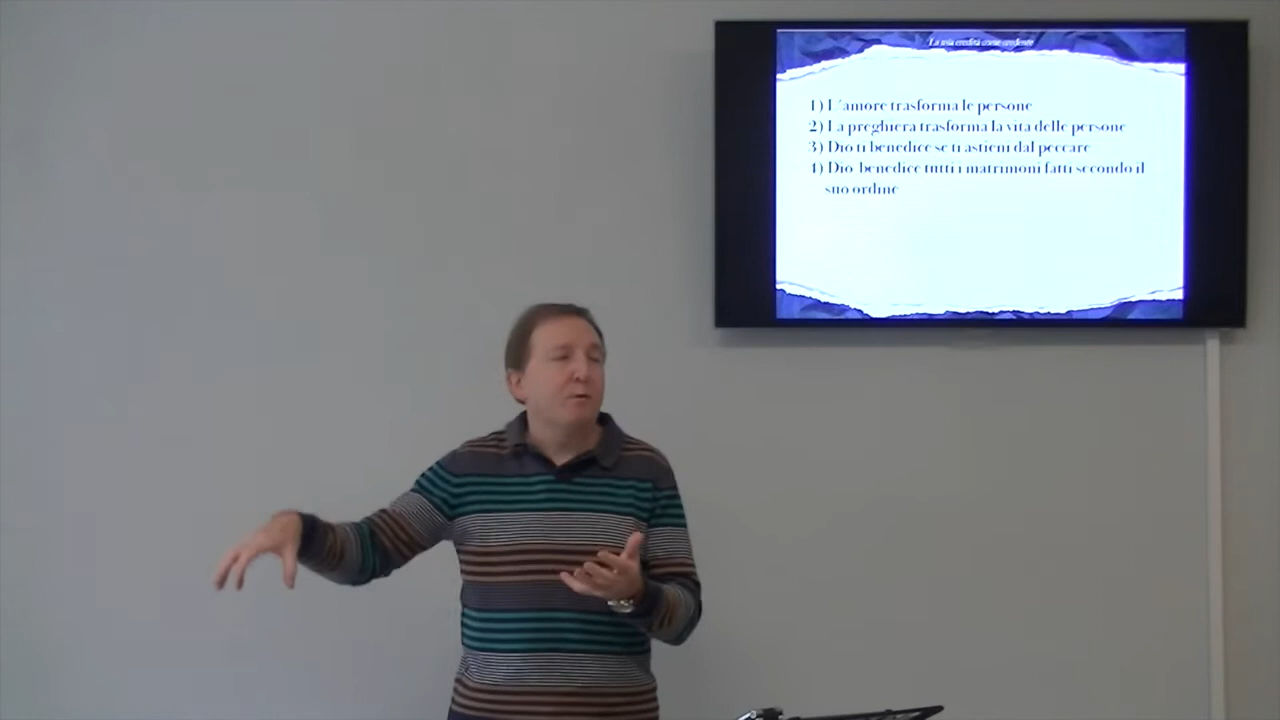 La mia eredità come credente
1) L'amore trasforma le persone
2) La preghiera trasforma la vita delle persone
3) Dio ti benedice se ti astieni dal peccare
4) Dio benedice tutti i matrimoni fatti secondo il
suo ordine